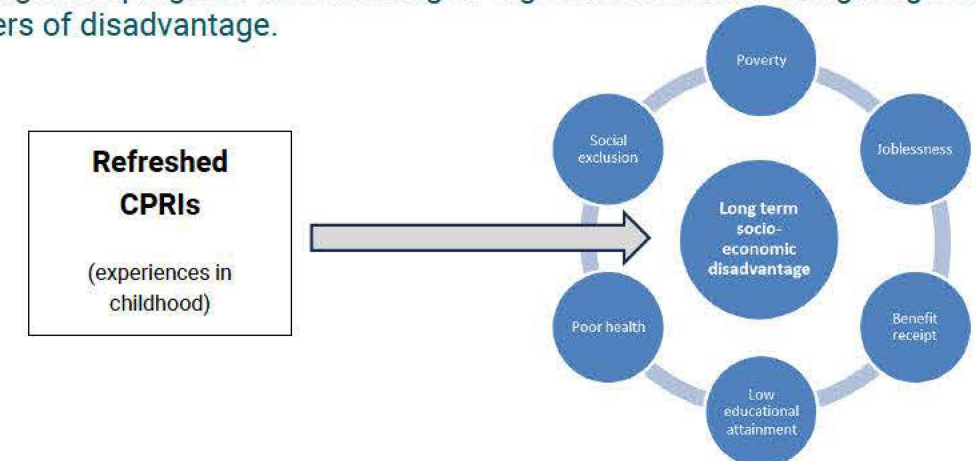 ers of disadvantage.
Refreshed
CPRIs
(experiences in
childhood)
Poverty
Joblessness
Benefit
receipt
Low
educational
attainment
Poor health
Social
exclusion
Long term
socio-
economic
disadvantage